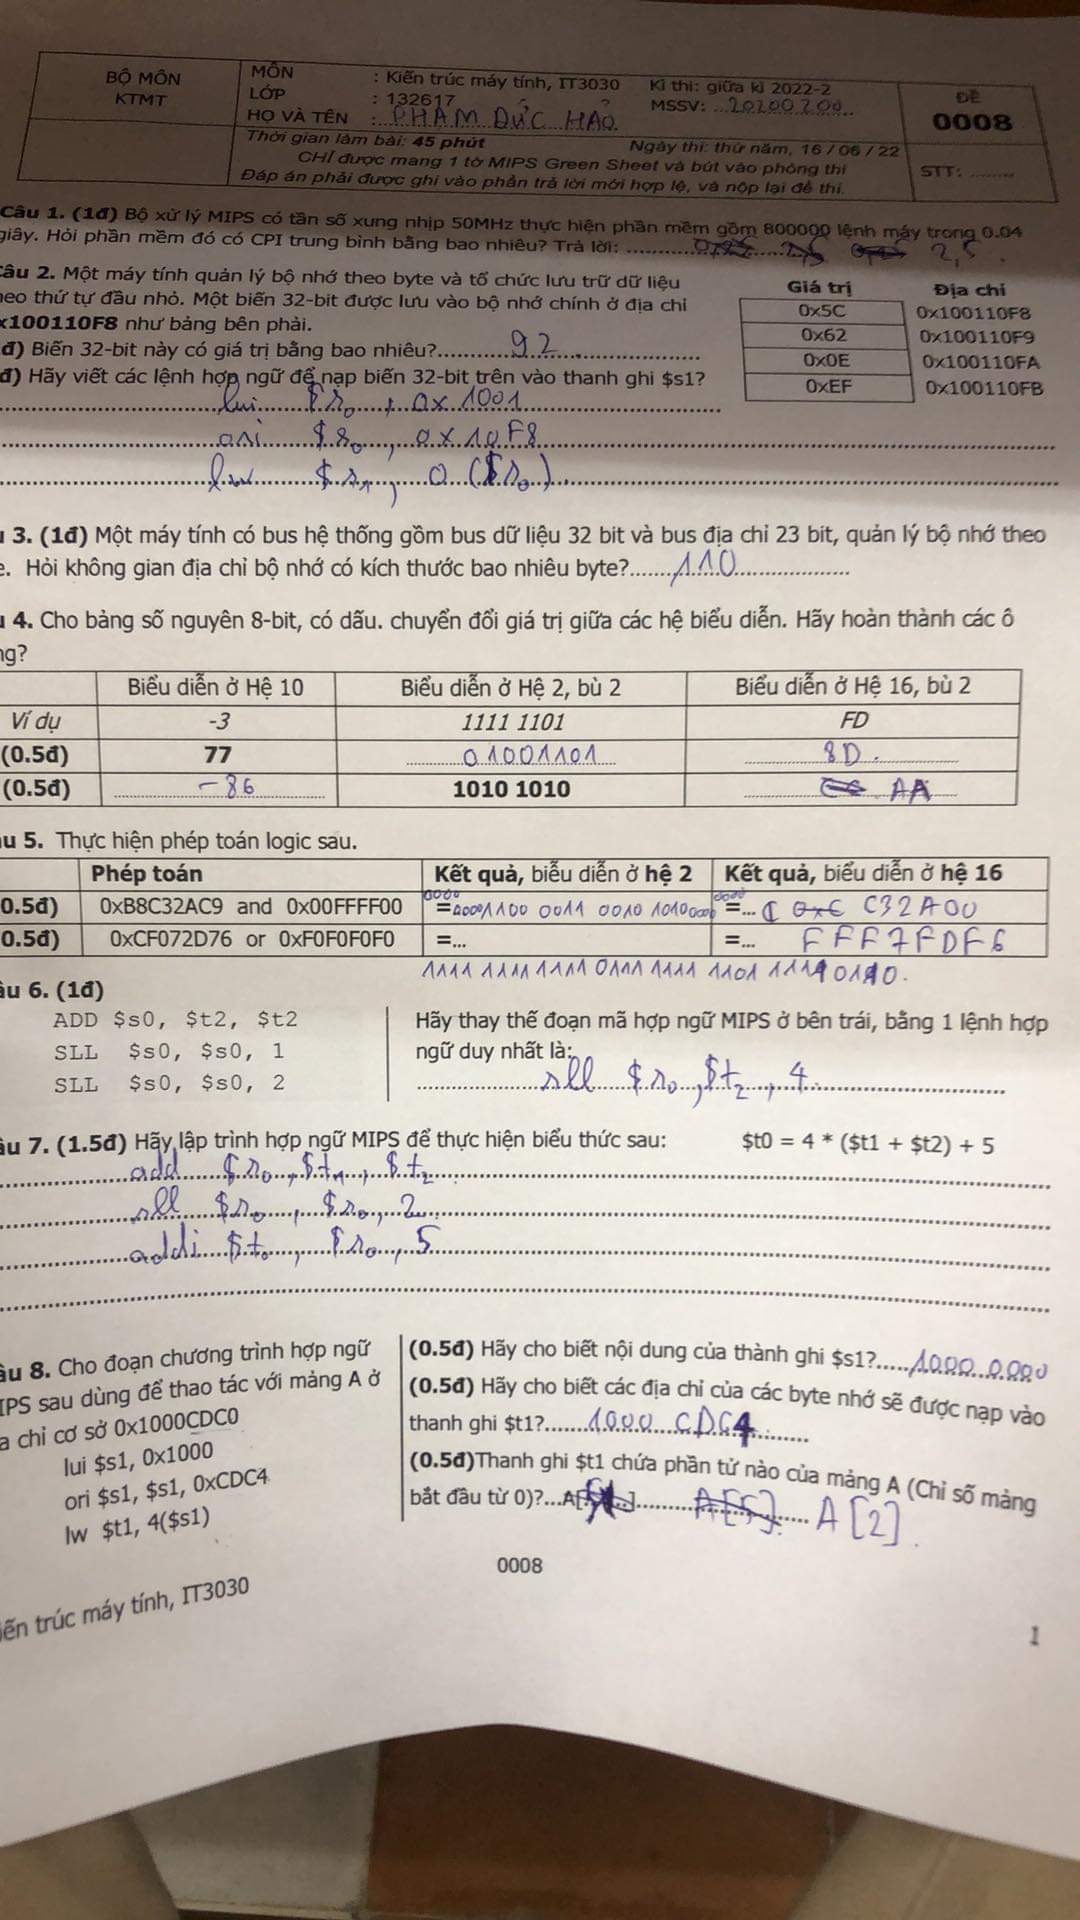 BỘ MÔN
KTMT
MÔN : Kiến trúc máy tính, IT3030 Kì thi: giữa kì 2022-2
LỚP : 132617 MSSV: 20200200
HỌ VÀ TÊN : PHẠM ĐỨC HẢO
Thời gian làm bài: 45 phút Ngày thi: thứ năm, 16 / 06 / 22
CHỈ được mang 1 tờ MIPS Green Sheet và bút vào phòng thi
Đáp án phải được ghi vào phần trả lời mới hợp lệ, và nộp lại đề thi.
ĐỀ
0008
STT: ........
Câu 1. (1đ) Bộ xử lý MIPS có tần số xung nhịp 50MHz thực hiện phần mềm gồm 800000 lệnh máy trong 0.04
giây. Hỏi phần mềm đó có CPI trung bình bằng bao nhiêu? Trả lời: 2,5.
Câu 2. Một máy tính quản lý bộ nhớ theo byte và tổ chức lưu trữ dữ liệu
heo thứ tự đầu nhỏ. Một biến 32-bit được lưu vào bộ nhớ chính ở địa chỉ
x100110F8 như bảng bên phải.
đ) Biến 32-bit này có giá trị bằng bao nhiêu? 92
đ) Hãy viết các lệnh hợp ngữ để nạp biến 32-bit trên vào thanh ghi $s1?
lui $s0, 0x1001
ori $s0, 0x10F8
lw $s1, 0($s0)
Giá trị Địa chỉ
0x5C 0x100110F8
0x62 0x100110F9
0x0E 0x100110FA
0xEF 0x100110FB
u 3. (1đ) Một máy tính có bus hệ thống gồm bus dữ liệu 32 bit và bus địa chỉ 23 bit, quản lý bộ nhớ theo
e. Hỏi không gian địa chỉ bộ nhớ có kích thước bao nhiêu byte? 110
u 4. Cho bảng số nguyên 8-bit, có dấu. chuyển đổi giá trị giữa các hệ biểu diễn. Hãy hoàn thành các ô
ng?
Biểu diễn ở Hệ 10 Biểu diễn ở Hệ 2, bù 2 Biểu diễn ở Hệ 16, bù 2
Ví dụ -3 1111 1101 FD
(0.5đ) 77 01001101 8D.
(0.5đ) -86 1010 1010 AA
âu 5. Thực hiện phép toán logic sau.
Phép toán Kết quả, biễu diễn ở hệ 2 Kết quả, biểu diễn ở hệ 16
0.5đ) 0xB8C32AC9 and 0x00FFFF00 =00001100 0011 0010 1010 0000 =... C32A00
0.5đ) 0xCF072D76 or 0xF0F0F0F0 =... =... FFF7FDF6
1111 1111 1111 0111 1111 1101 1111 0110.
âu 6. (1đ)
ADD $s0, $t2, $t2
SLL $s0, $s0, 1
SLL $s0, $s0, 2
Hãy thay thế đoạn mã hợp ngữ MIPS ở bên trái, bằng 1 lệnh hợp
ngữ duy nhất là:
sll $s0, $t2, 4
âu 7. (1.5đ) Hãy lập trình hợp ngữ MIPS để thực hiện biểu thức sau: $t0 = 4 * ($t1 + $t2) + 5
add $s0, $t1, $t2
sll $s0, $s0, 2
addi $t0, $s0, 5
âu 8. Cho đoạn chương trình hợp ngữ
IPS sau dùng để thao tác với mảng A ở
a chỉ cơ sở 0x1000CDC0
lui $s1, 0x1000
ori $s1, $s1, 0xCDC4
lw $t1, 4($s1)
(0.5đ) Hãy cho biết nội dung của thành ghi $s1? 1000 0000
(0.5đ) Hãy cho biết các địa chỉ của các byte nhớ sẽ được nạp vào
thanh ghi $t1? 1000 CDC4
(0.5đ)Thanh ghi $t1 chứa phần tử nào của mảng A (Chỉ số mảng
bắt đầu từ 0)?...A[.....] A[5] A[2].
0008
iến trúc máy tính, IT3030
1